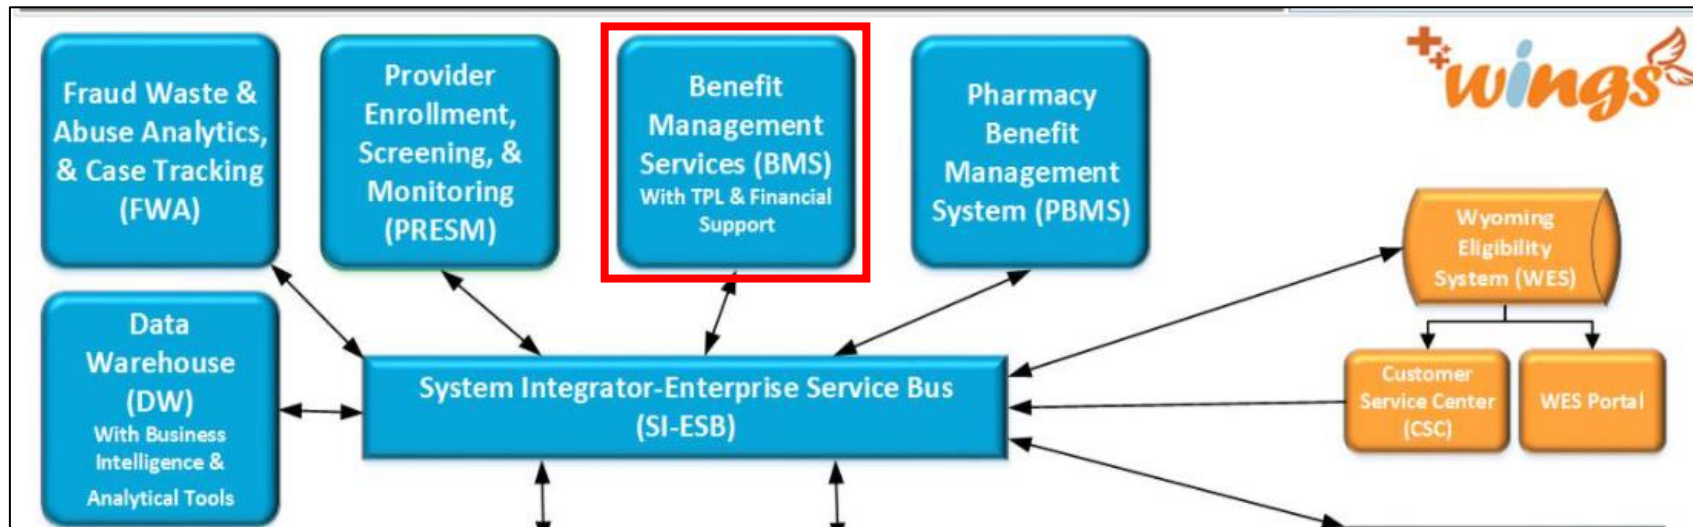 Fraud Waste &
Abuse Analytics,
& Case Tracking
(FWA)
Provider
Enrollment,
Screening, &
Monitoring
(PRESM)
Benefit
Management
Services (BMS)
With TPL & Financial
Support
Pharmacy
Benefit
Management
System (PBMS)
wings
Wyoming
Eligibility
System (WES)
Data
Warehouse
(DW)
With Business
Intelligence &
Analytical Tools
System Integrator-Enterprise Service Bus
(SI-ESB)
Customer
Service Center
(CSC)
WES Portal